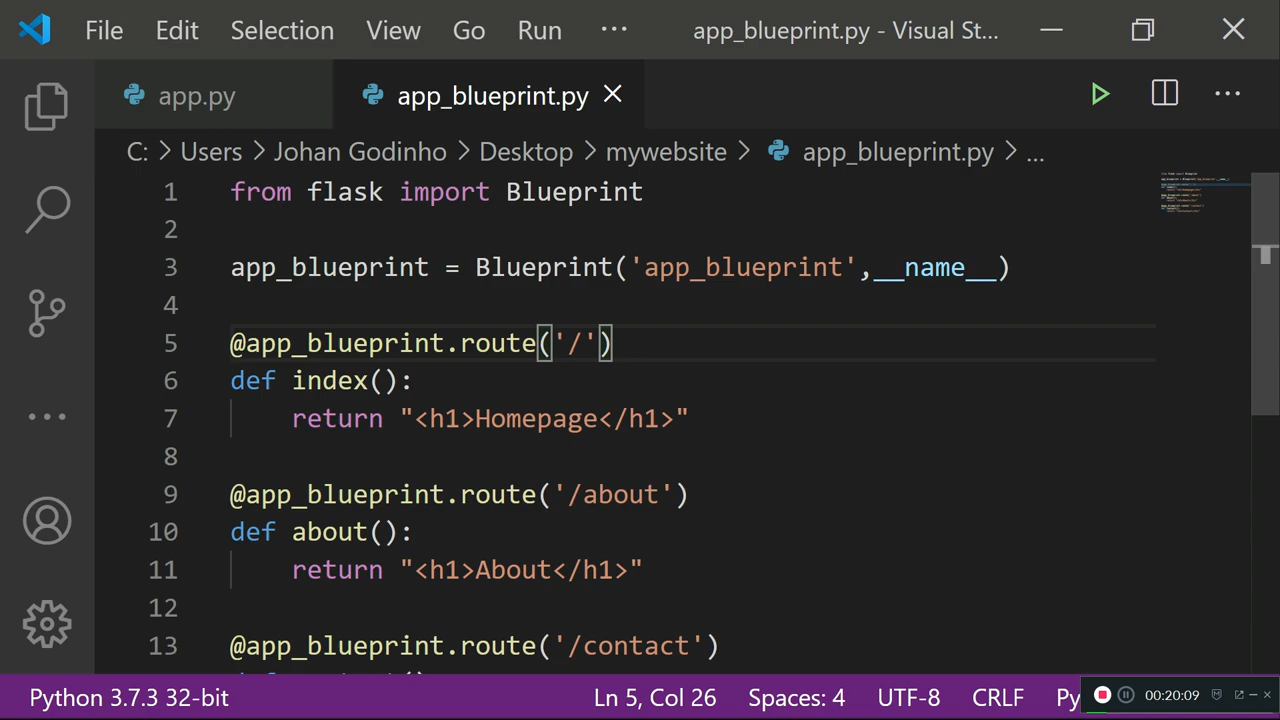 File Edit Selection View Go Run ··· app_blueprint.py - Visual St...
app.py app_blueprint.py
C: > Users > Johan Godinho > Desktop > mywebsite > app_blueprint.py > ...
1 from flask import Blueprint
2
3 app_blueprint = Blueprint('app_blueprint',__name__)
4
5 @app_blueprint.route('/')
6 def index():
7 return "<h1>Homepage</h1>"
8
9 @app_blueprint.route('/about')
10 def about():
11 return "<h1>About</h1>"
12
13 @app_blueprint.route('/contact')
Python 3.7.3 32-bit Ln 5, Col 26 Spaces: 4 UTF-8 CRLF Py 00:20:09